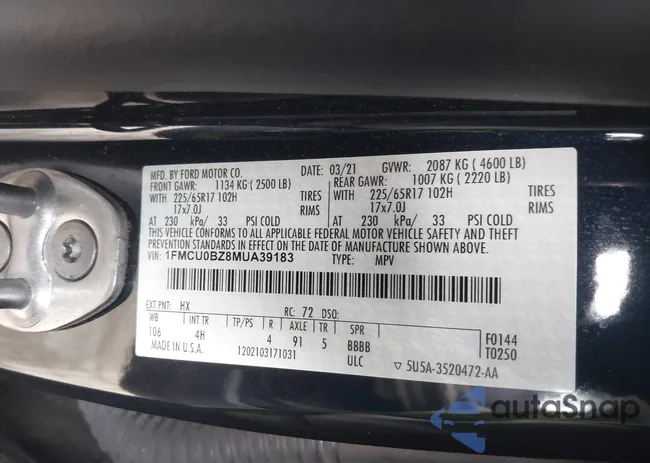 MFD. BY FORD MOTOR CO. DATE: 03/21 GVWR: 2087 KG ( 4600 LB)
FRONT GAWR: 1134 KG ( 2500 LB) REAR GAWR: 1007 KG ( 2220 LB)
WITH 225/65R17 102H TIRES WITH 225/65R17 102H TIRES
17x7.0J RIMS 17x7.0J RIMS
AT 230 kPa/ 33 PSI COLD AT 230 kPa/ 33 PSI COLD
THIS VEHICLE CONFORMS TO ALL APPLICABLE FEDERAL MOTOR VEHICLE SAFETY AND THEFT
PREVENTION STANDARDS IN EFFECT ON THE DATE OF MANUFACTURE SHOWN ABOVE.
VIN: 1FMCU0BZ8MUA39183 TYPE: MPV
EXT PNT: HX RC: 72 DSO:
WB INT TR TP/PS R AXLE TR SPR F0144
106 4H 4 91 5 BBBB T0250
MADE IN U.S.A. 1202103171031 ULC ▽ 5U5A-3520472-AA
autoSnap